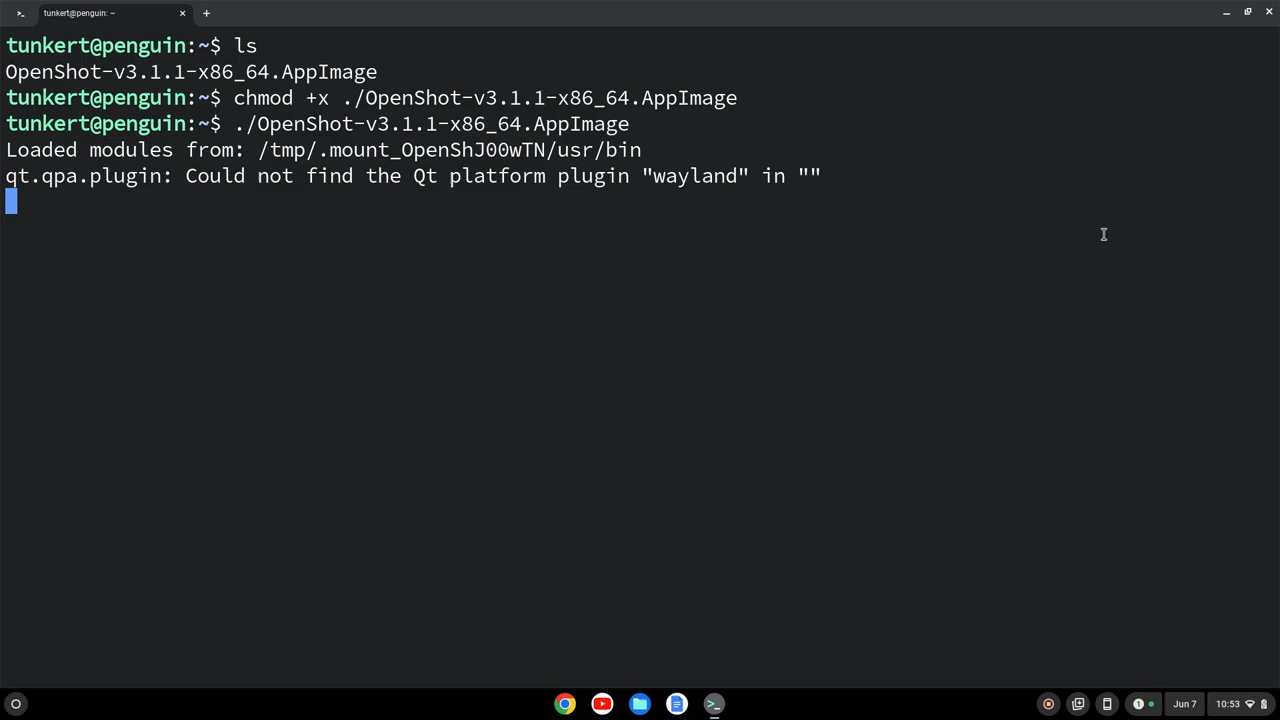 tunkert@penguin: ~
tunkert@penguin:~$ ls
OpenShot-v3.1.1-x86_64.AppImage
tunkert@penguin:~$ chmod +x ./OpenShot-v3.1.1-x86_64.AppImage
tunkert@penguin:~$ ./OpenShot-v3.1.1-x86_64.AppImage
Loaded modules from: /tmp/.mount_OpenShJ00wTN/usr/bin
qt.qpa.plugin: Could not find the Qt platform plugin "wayland" in ""
1 Jun 7 10:53